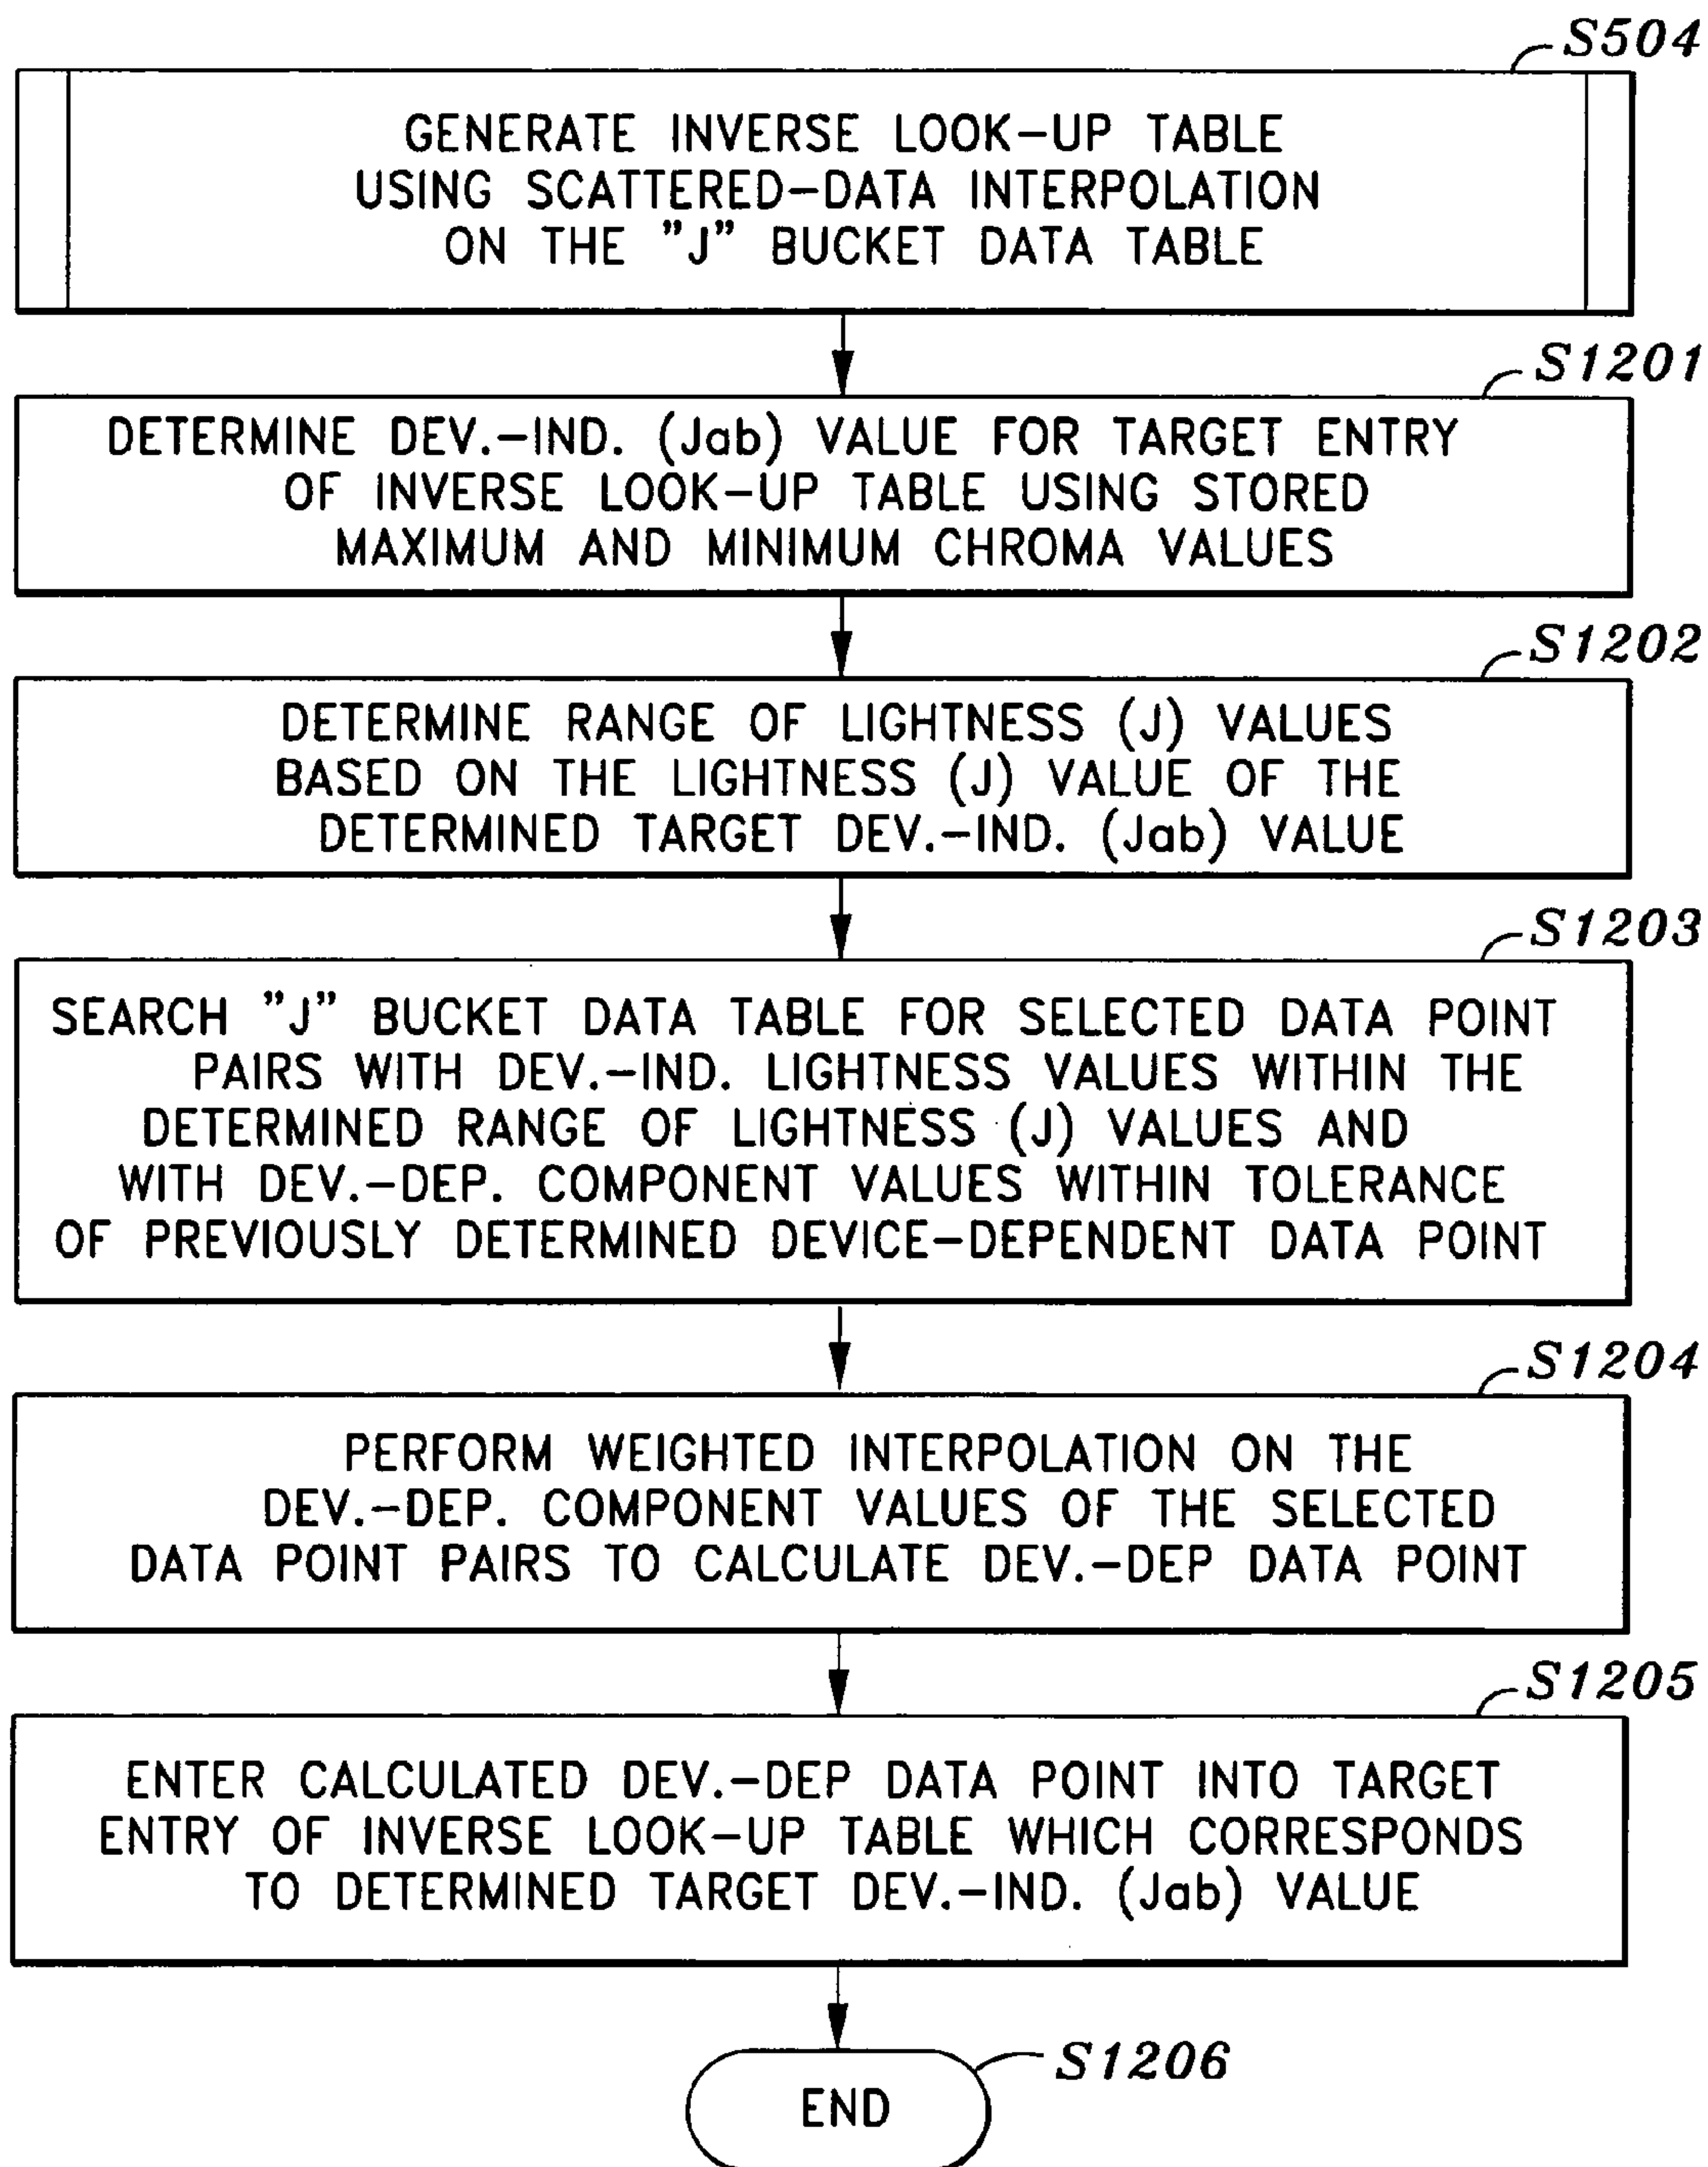 S504
GENERATE INVERSE LOOK-UP TABLE
USING SCATTERED-DATA INTERPOLATION
ON THE "J" BUCKET DATA TABLE
S1201
DETERMINE DEV.-IND. (Jab) VALUE FOR TARGET ENTRY
OF INVERSE LOOK-UP TABLE USING STORED
MAXIMUM AND MINIMUM CHROMA VALUES
S1202
DETERMINE RANGE OF LIGHTNESS (J) VALUES
BASED ON THE LIGHTNESS (J) VALUE OF THE
DETERMINED TARGET DEV.-IND. (Jab) VALUE
S1203
SEARCH "J" BUCKET DATA TABLE FOR SELECTED DATA POINT
PAIRS WITH DEV.-IND. LIGHTNESS VALUES WITHIN THE
DETERMINED RANGE OF LIGHTNESS (J) VALUES AND
WITH DEV.-DEP. COMPONENT VALUES WITHIN TOLERANCE
OF PREVIOUSLY DETERMINED DEVICE-DEPENDENT DATA POINT
S1204
PERFORM WEIGHTED INTERPOLATION ON THE
DEV.-DEP. COMPONENT VALUES OF THE SELECTED
DATA POINT PAIRS TO CALCULATE DEV.-DEP DATA POINT
S1205
ENTER CALCULATED DEV.-DEP DATA POINT INTO TARGET
ENTRY OF INVERSE LOOK-UP TABLE WHICH CORRESPONDS
TO DETERMINED TARGET DEV.-IND. (Jab) VALUE
S1206
END